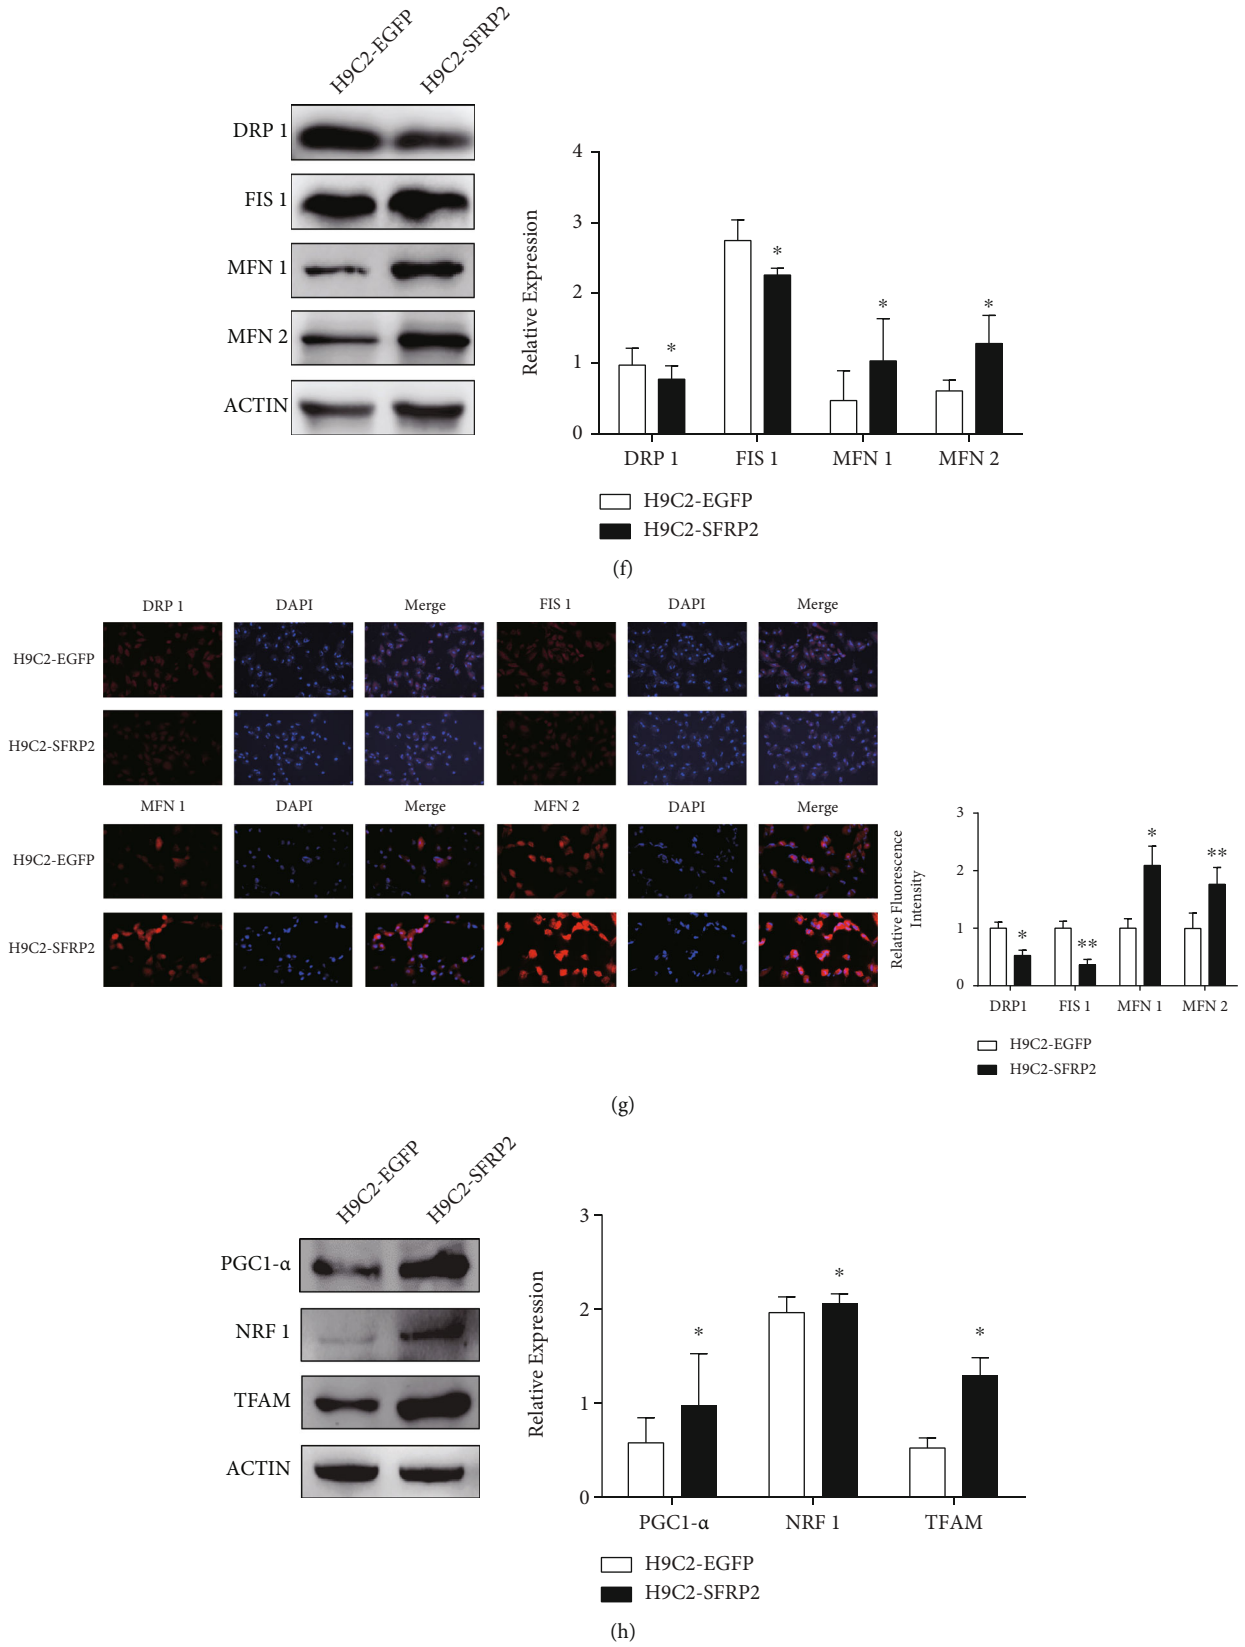 H9C2-EGFP
H9C2-SFRP2
DRP 1
FIS 1
MFN 1
MFN 2
ACTIN
Relative Expression
4
3
2
1
0
*
*
*
*
DRP 1
FIS 1
MFN 1
MFN 2
H9C2-EGFP
H9C2-SFRP2
(f)
DRP 1
DAPI
Merge
FIS 1
DAPI
Merge
H9C2-EGFP
H9C2-SFRP2
MFN 1
DAPI
Merge
MFN 2
DAPI
Merge
H9C2-EGFP
H9C2-SFRP2
Relative Fluorescence
Intensity
3
2
1
0
*
**
*
**
DRP1
FIS 1
MFN 1
MFN 2
H9C2-EGFP
H9C2-SFRP2
(g)
H9C2-EGFP
H9C2-SFRP2
PGC1-α
NRF 1
TFAM
ACTIN
Relative Expression
3
2
1
0
*
*
*
PGC1-α
NRF 1
TFAM
H9C2-EGFP
H9C2-SFRP2
(h)